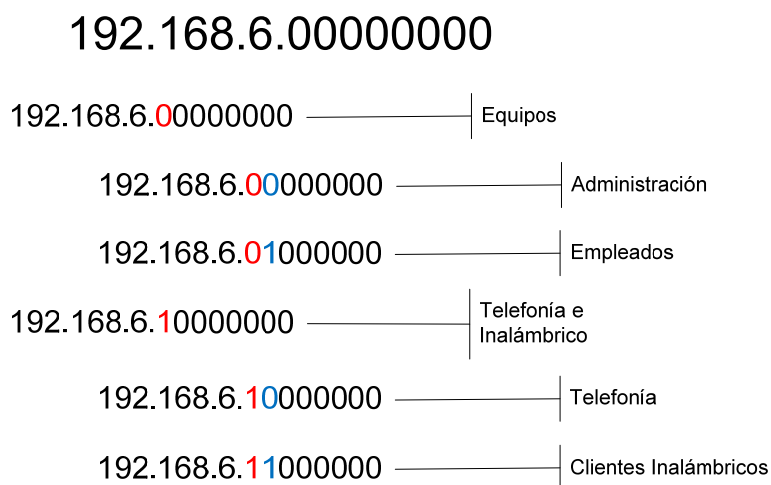 192.168.6.00000000
192.168.6.00000000
Equipos
192.168.6.00000000
Administración
192.168.6.01000000
Empleados
192.168.6.10000000
Telefonía e
Inalámbrico
192.168.6.10000000
Telefonía
192.168.6.11000000
Clientes Inalámbricos